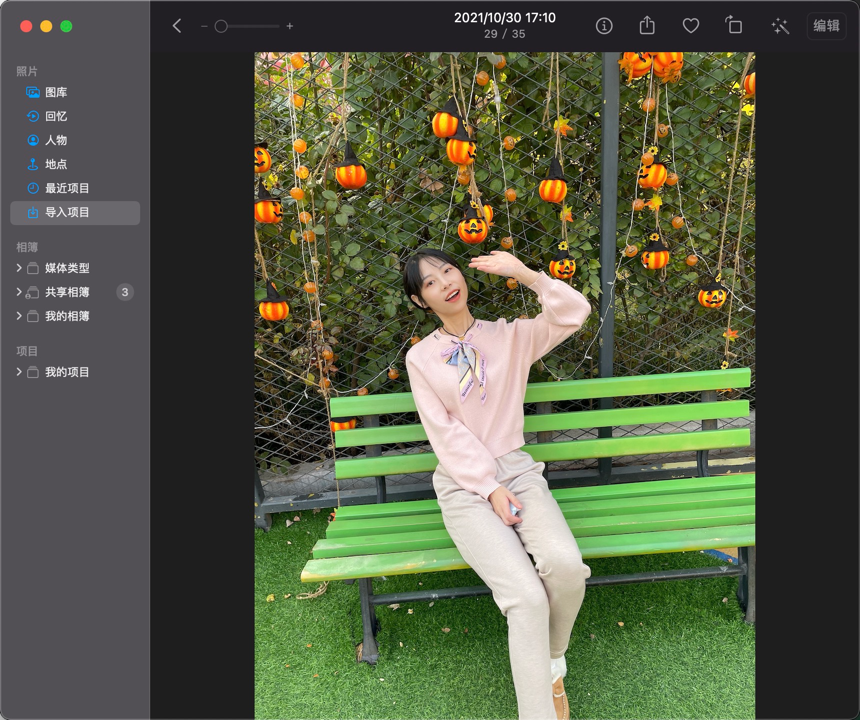 2021/10/30 17:10
29 / 35
编辑
照片
图库
回忆
人物
地点
最近项目
导入项目
相簿
媒体类型
共享相簿 3
我的相簿
项目
我的项目